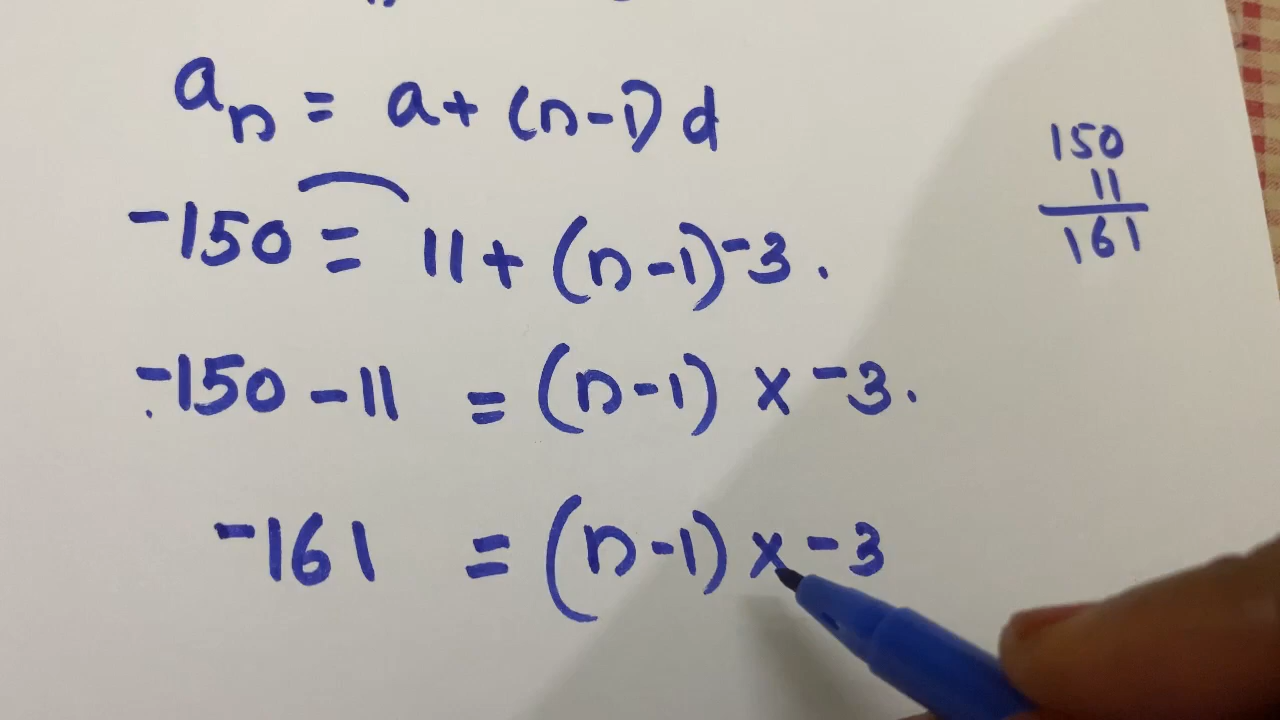 aₙ = a + (n-1) d
-150 = 11 + (n-1) -3 .
-150 - 11 = (n-1) x -3 .
-161 = (n-1) x -3
150
11
161